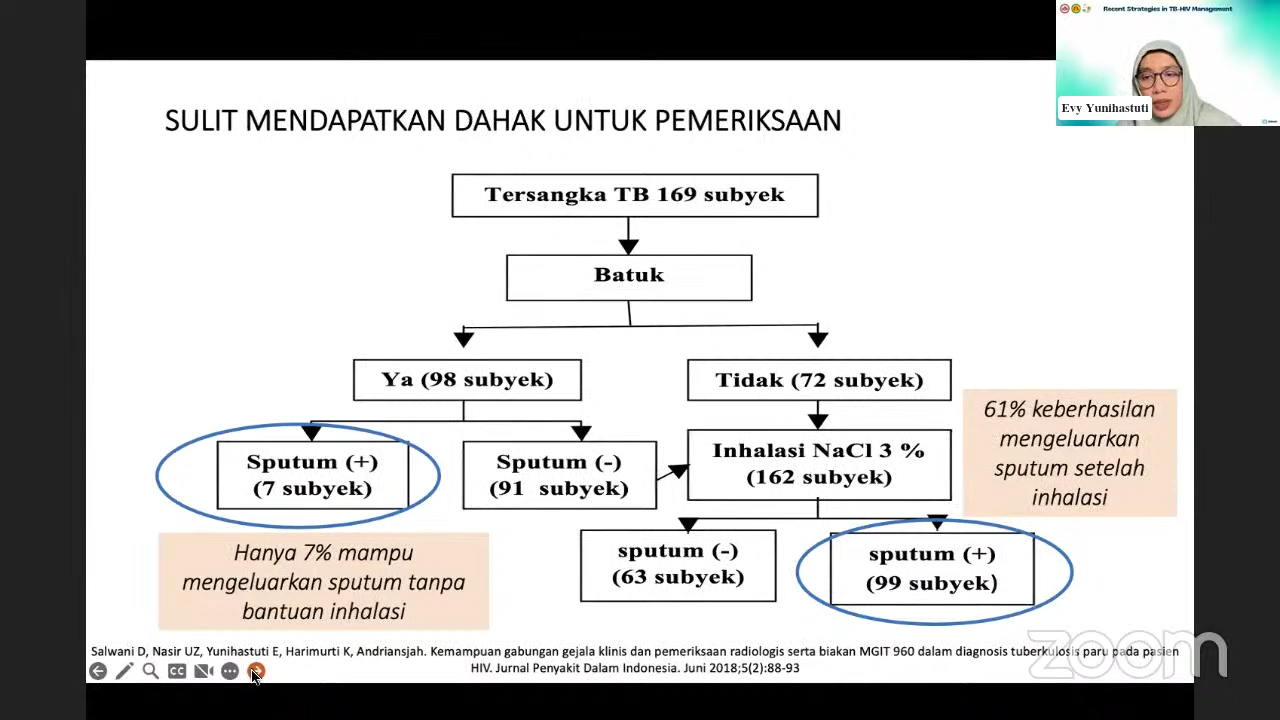 Recent Strategies in TB-HIV Management
Evy Yunihastuti
SULIT MENDAPATKAN DAHAK UNTUK PEMERIKSAAN
Tersangka TB 169 subyek
Batuk
Ya (98 subyek)
Tidak (72 subyek)
61% keberhasilan
mengeluarkan
sputum setelah
inhalasi
Sputum (+)
(7 subyek)
Sputum (-)
(91 subyek)
Inhalasi NaCl 3 %
(162 subyek)
Hanya 7% mampu
mengeluarkan sputum tanpa
bantuan inhalasi
sputum (-)
(63 subyek)
sputum (+)
(99 subyek)
Salwani D, Nasir UZ, Yunihastuti E, Harimurti K, Andriansjah. Kemampuan gabungan gejala klinis dan pemeriksaan radiologis serta biakan MGIT 960 dalam diagnosis tuberkulosis paru pada pasien
HIV. Jurnal Penyakit Dalam Indonesia. Juni 2018;5(2):88-93
CC
zoom